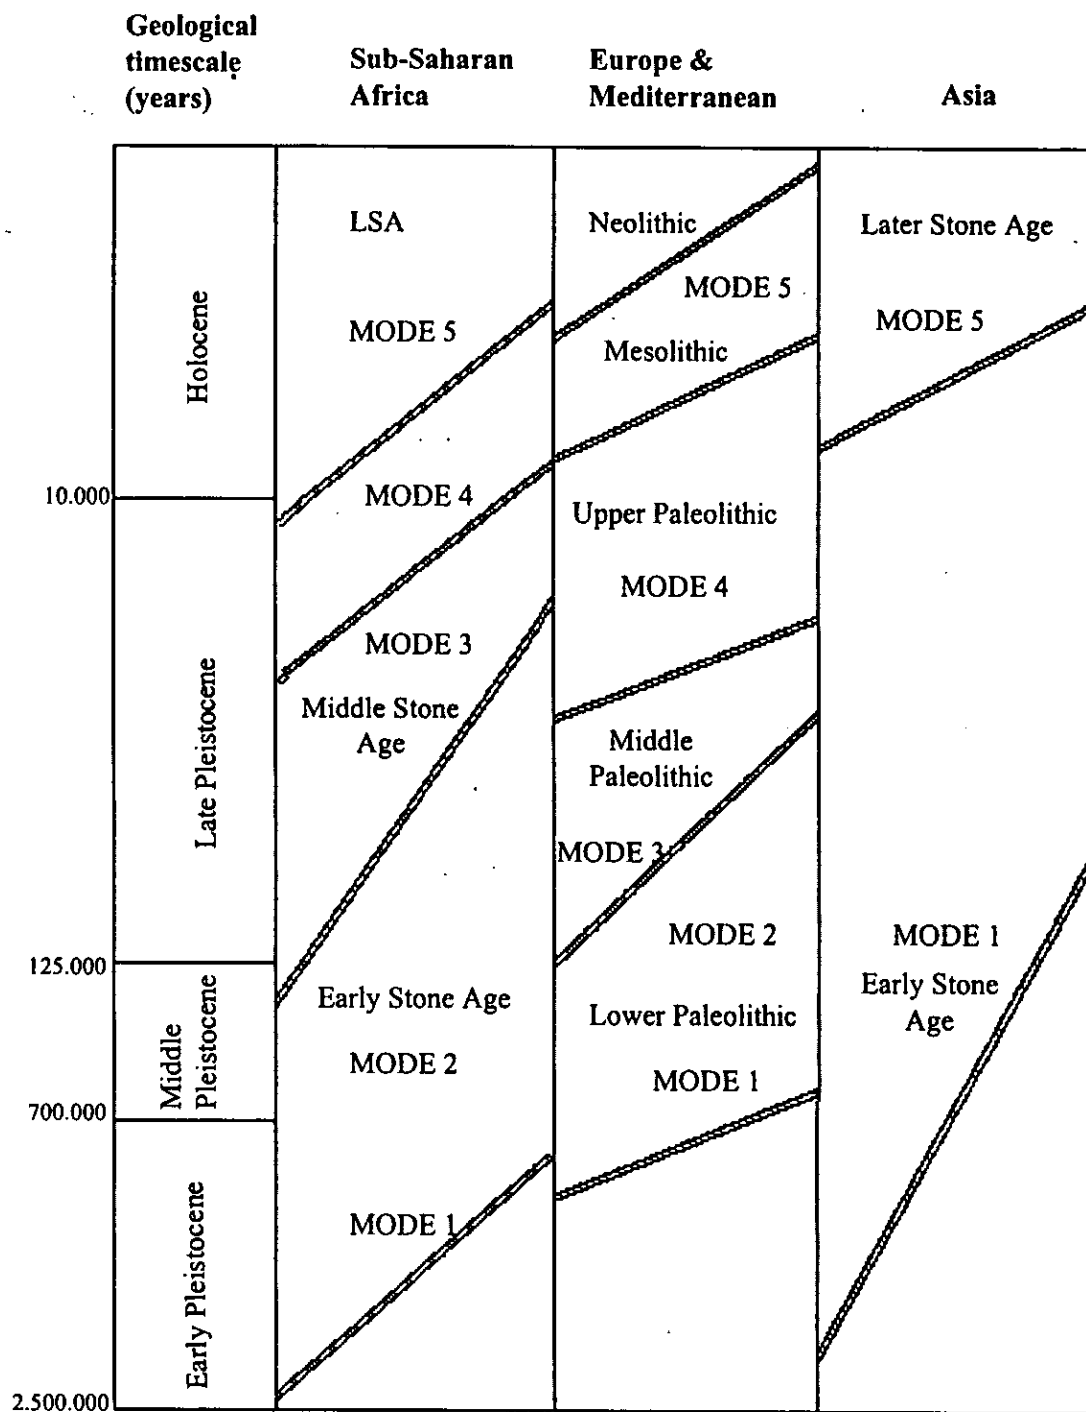 Geological
timescale
(years)
Sub-Saharan
Africa
Europe &
Mediterranean
Asia
Holocene
10.000
Late Pleistocene
125.000
Middle
Pleistocene
700.000
Early Pleistocene
2.500.000
LSA
MODE 5
MODE 4
MODE 3
Middle Stone
Age
Early Stone Age
MODE 2
MODE 1
Neolithic
MODE 5
Mesolithic
Upper Paleolithic
MODE 4
Middle
Paleolithic
MODE 3
MODE 2
Lower Paleolithic
MODE 1
Later Stone Age
MODE 5
MODE 1
Early Stone
Age